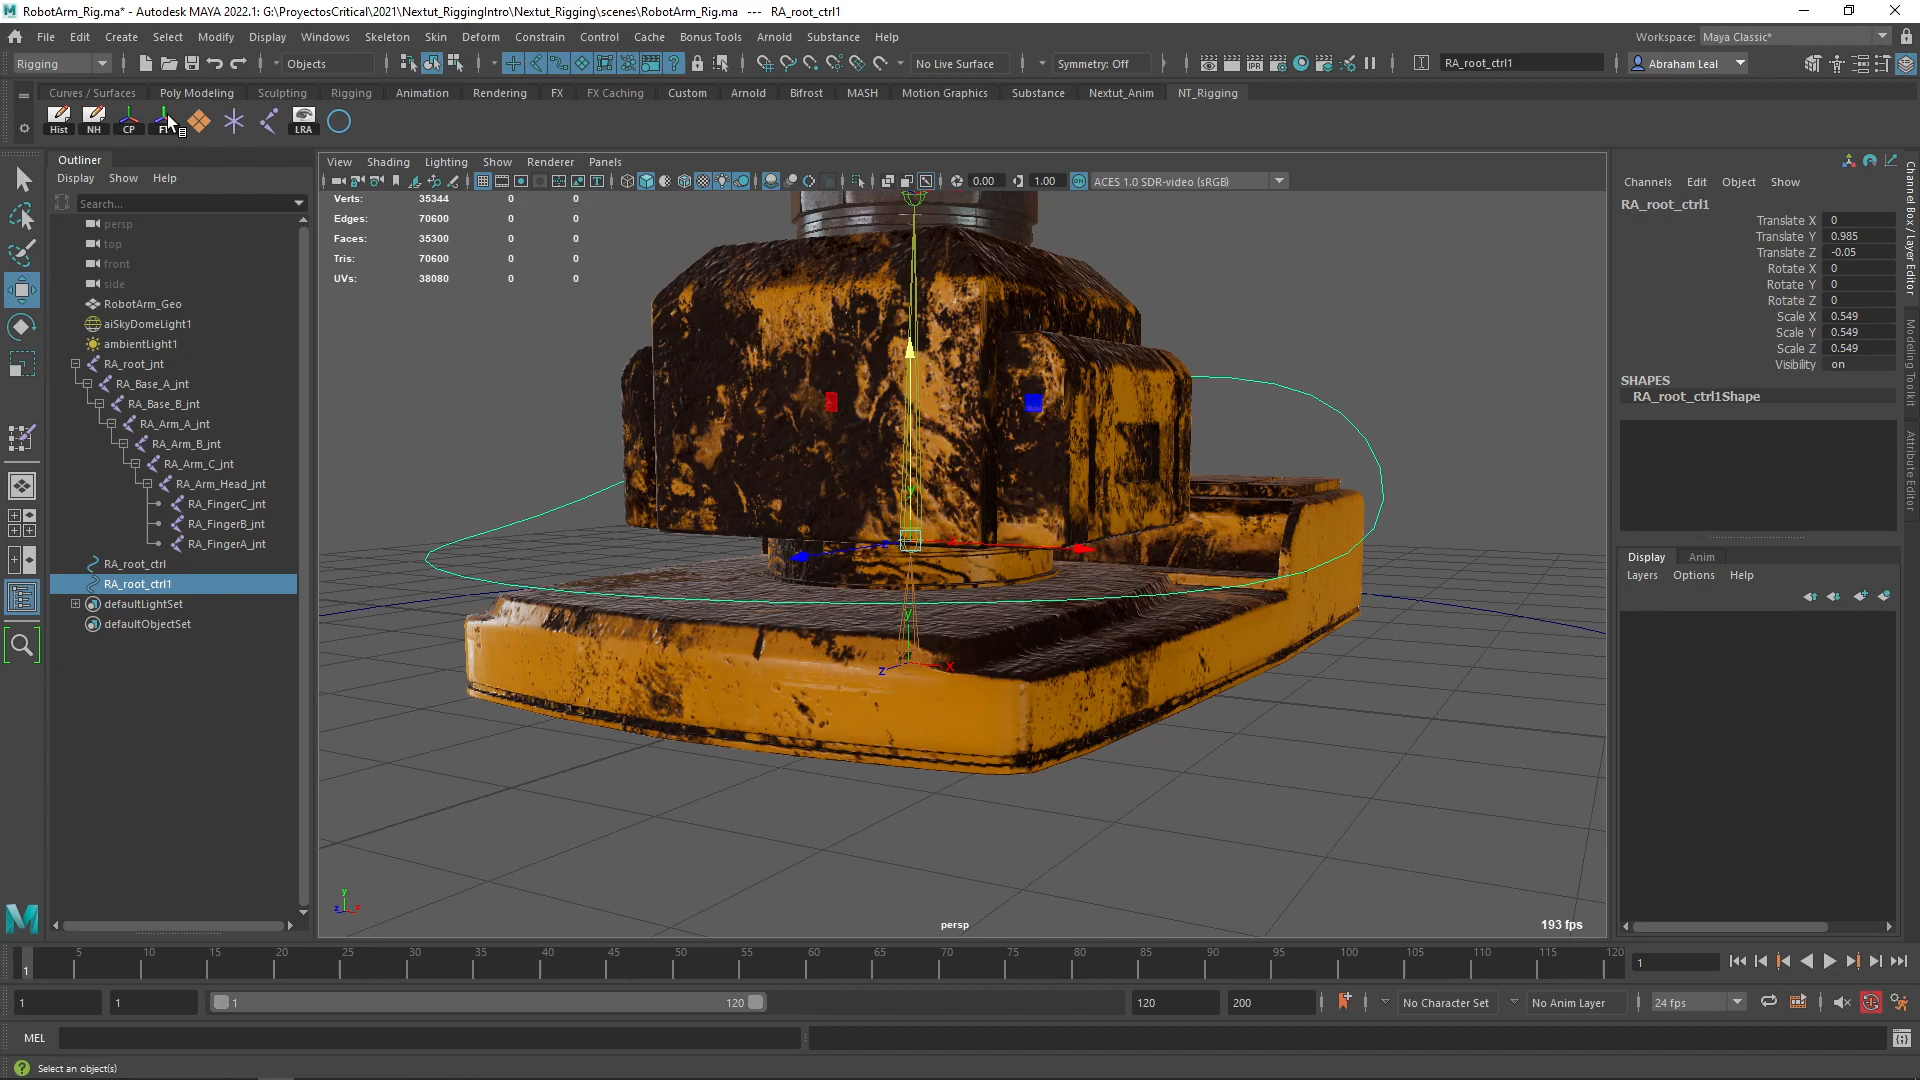 RobotArm_Rig.ma* - Autodesk MAYA 2022.1: G:\ProyectosCritical\2021\Nextut_RiggingIntro\Nextut_Rigging\scenes\RobotArm_Rig.ma --- RA_root_ctrl1
File Edit Create Select Modify Display Windows Skeleton Skin Deform Constrain Control Cache Bonus Tools Arnold Substance Help
Workspace: Maya Classic*
Rigging Objects No Live Surface Symmetry: Off RA_root_ctrl1 Abraham Leal
Curves / Surfaces Poly Modeling Sculpting Rigging Animation Rendering FX FX Caching Custom Arnold Bifrost MASH Motion Graphics Substance Nextut_Anim NT_Rigging
Hist NH CP LRA
Outliner
Display Show Help
Search...
persp
top
front
side
RobotArm_Geo
aiSkyDomeLight1
ambientLight1
RA_root_jnt
RA_Base_A_jnt
RA_Base_B_jnt
RA_Arm_A_jnt
RA_Arm_B_jnt
RA_Arm_C_jnt
RA_Arm_Head_jnt
RA_FingerC_jnt
RA_FingerB_jnt
RA_FingerA_jnt
RA_root_ctrl
RA_root_ctrl1
defaultLightSet
defaultObjectSet
View Shading Lighting Show Renderer Panels
0.00 1.00 ACES 1.0 SDR-video (sRGB)
Verts: 35344 0 0
Edges: 70600 0 0
Faces: 35300 0 0
Tris: 70600 0 0
UVs: 38080 0 0
y
z x
persp
193 fps
Channels Edit Object Show
RA_root_ctrl1
Translate X 0
Translate Y 0.985
Translate Z -0.05
Rotate X 0
Rotate Y 0
Rotate Z 0
Scale X 0.549
Scale Y 0.549
Scale Z 0.549
Visibility on
SHAPES
RA_root_ctrl1Shape
Display Anim
Layers Options Help
Channel Box / Layer Editor
Modeling Toolkit
Attribute Editor
5 10 15 20 25 30 35 40 45 50 55 60 65 70 75 80 85 90 95 100 105 110 115 120
1 1
1 1 1 120 120 200 No Character Set No Anim Layer 24 fps
MEL
Select an object(s)